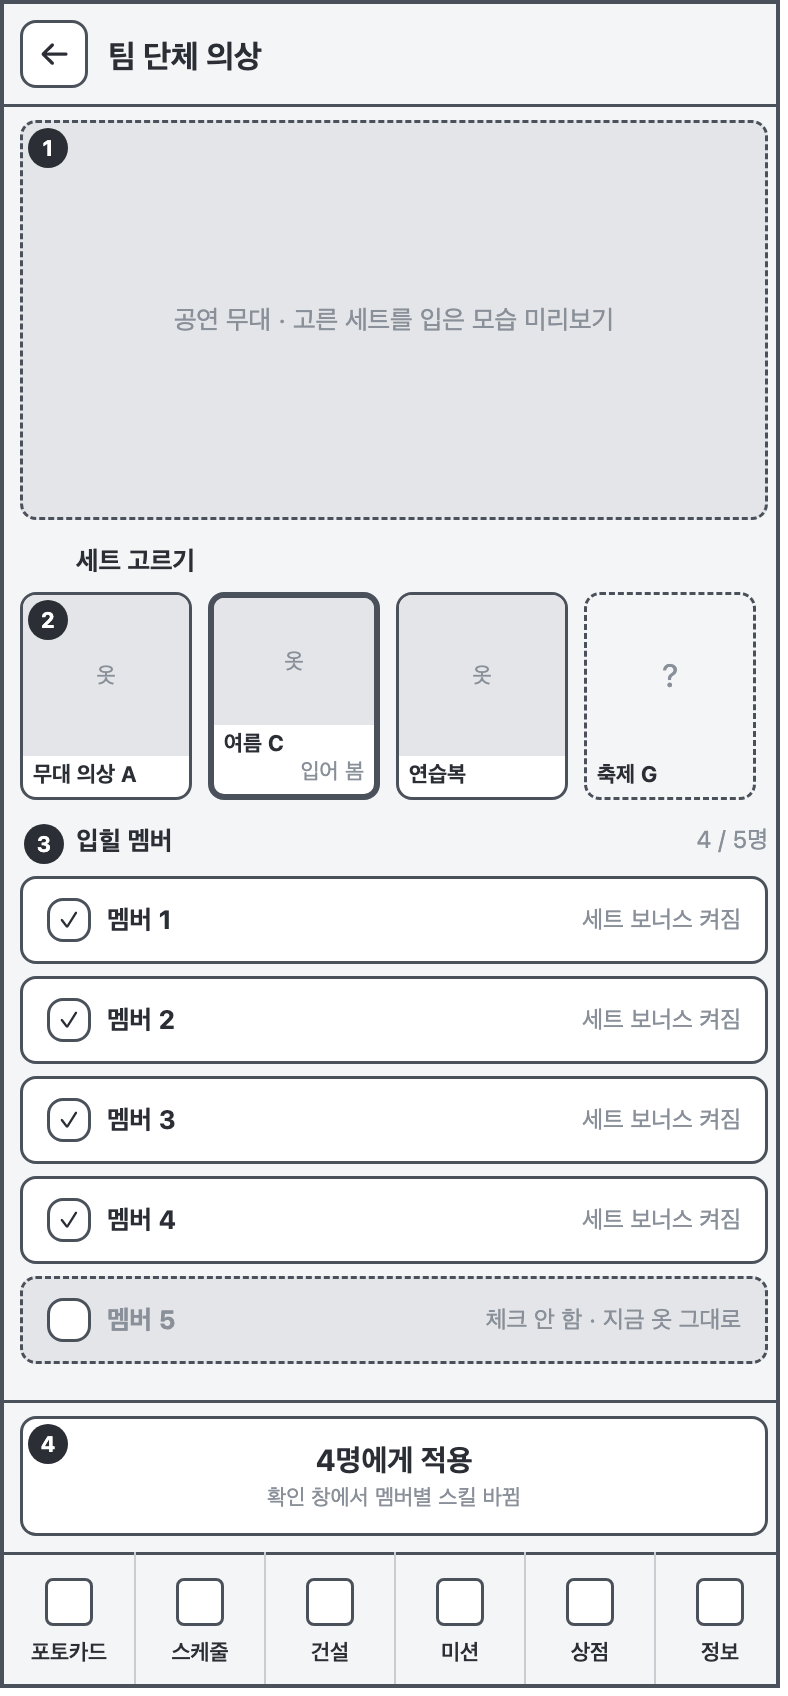 팀 단체 의상
1
공연 무대 · 고른 세트를 입은 모습 미리보기
세트 고르기
2
옷
무대 의상 A
옷
여름 C
입어 봄
옷
연습복
?
축제 G
3 입힐 멤버 4 / 5명
멤버 1 세트 보너스 켜짐
멤버 2 세트 보너스 켜짐
멤버 3 세트 보너스 켜짐
멤버 4 세트 보너스 켜짐
멤버 5 체크 안 함 · 지금 옷 그대로
4
4명에게 적용
확인 창에서 멤버별 스킬 바뀜
포토카드 스케줄 건설 미션 상점 정보